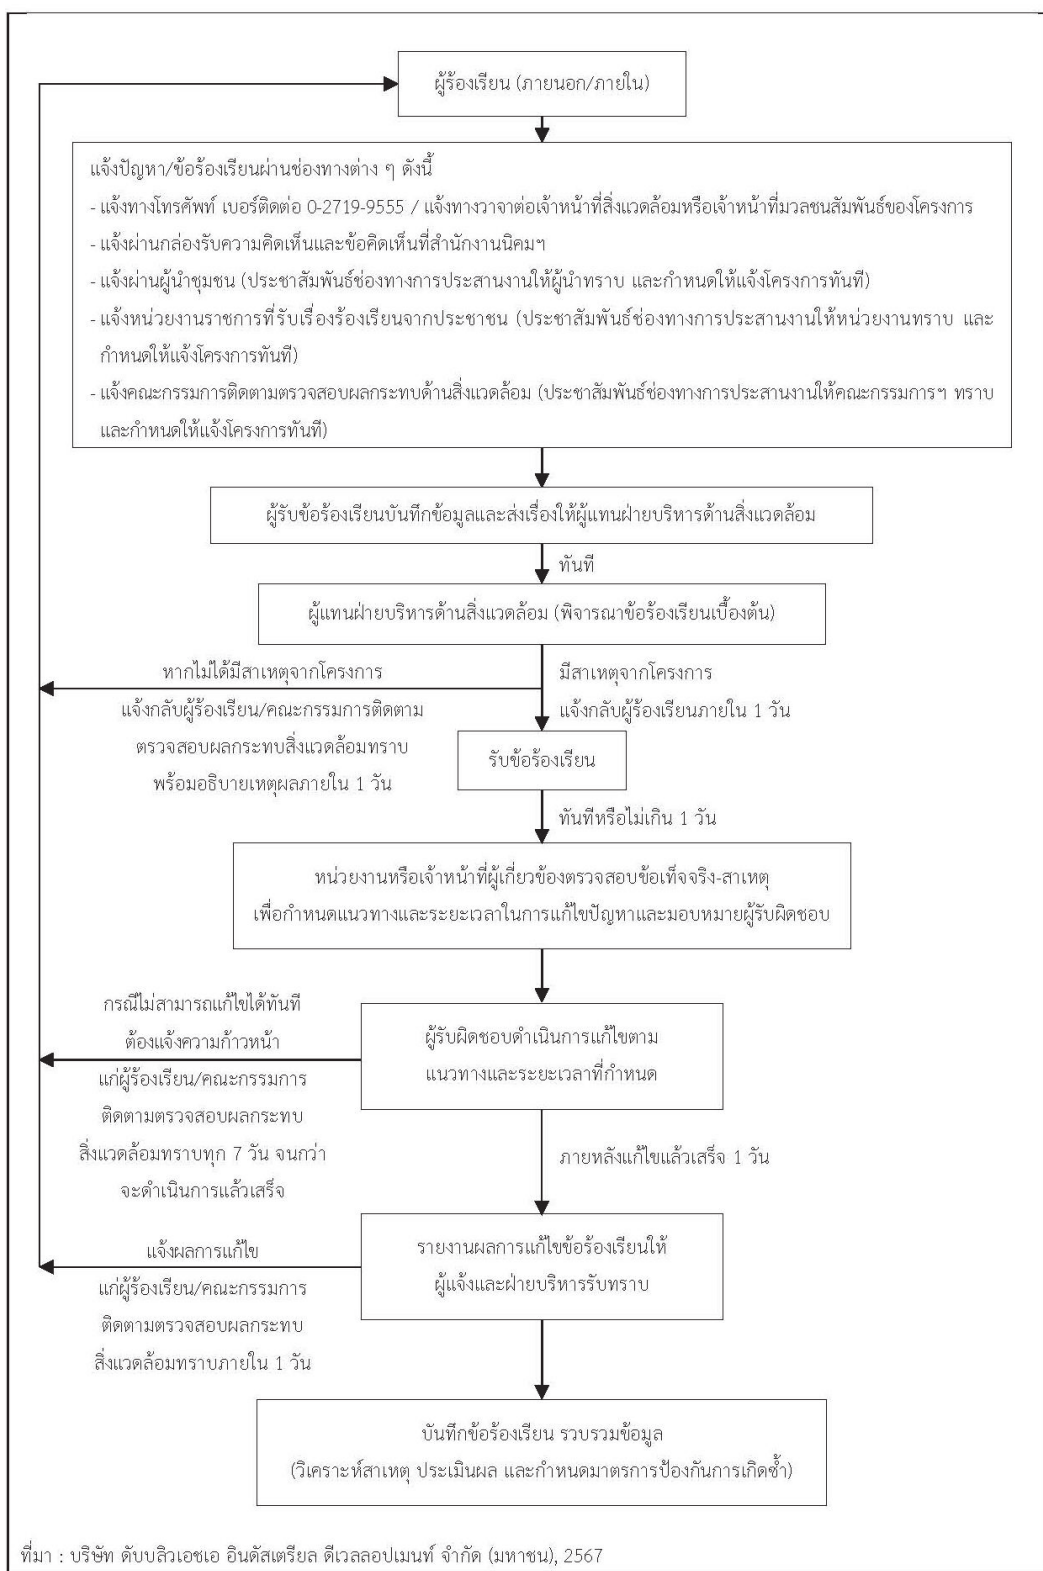 ผู้ร้องเรียน (ภายนอก/ภายใน)
แจ้งปัญหา/ข้อร้องเรียนผ่านช่องทางต่าง ๆ ดังนี้
- แจ้งทางโทรศัพท์ เบอร์ติดต่อ 0-2719-9555 / แจ้งทางวาจาต่อเจ้าหน้าที่สิ่งแวดล้อมหรือเจ้าหน้าที่มวลชนสัมพันธ์ของโครงการ
- แจ้งผ่านกล่องรับความคิดเห็นและข้อคิดเห็นที่สำนักงานนิคมฯ
- แจ้งผ่านผู้นำชุมชน (ประชาสัมพันธ์ช่องทางการประสานงานให้ผู้นำทราบ และกำหนดให้แจ้งโครงการทันที)
- แจ้งหน่วยงานราชการที่รับเรื่องร้องเรียนจากประชาชน (ประชาสัมพันธ์ช่องทางการประสานงานให้หน่วยงานทราบ และ
กำหนดให้แจ้งโครงการทันที)
- แจ้งคณะกรรมการติดตามตรวจสอบผลกระทบด้านสิ่งแวดล้อม (ประชาสัมพันธ์ช่องทางการประสานงานให้คณะกรรมการฯ ทราบ
และกำหนดให้แจ้งโครงการทันที)
ผู้รับข้อร้องเรียนบันทึกข้อมูลและส่งเรื่องให้ผู้แทนฝ่ายบริหารด้านสิ่งแวดล้อม
ทันที
ผู้แทนฝ่ายบริหารด้านสิ่งแวดล้อม (พิจารณาข้อร้องเรียนเบื้องต้น)
หากไม่ได้มีสาเหตุจากโครงการ
แจ้งกลับผู้ร้องเรียน/คณะกรรมการติดตาม
ตรวจสอบผลกระทบสิ่งแวดล้อมทราบ
พร้อมอธิบายเหตุผลภายใน 1 วัน
มีสาเหตุจากโครงการ
แจ้งกลับผู้ร้องเรียนภายใน 1 วัน
รับข้อร้องเรียน
ทันทีหรือไม่เกิน 1 วัน
หน่วยงานหรือเจ้าหน้าที่ผู้เกี่ยวข้องตรวจสอบข้อเท็จจริง-สาเหตุ
เพื่อกำหนดแนวทางและระยะเวลาในการแก้ไขปัญหาและมอบหมายผู้รับผิดชอบ
กรณีไม่สามารถแก้ไขได้ทันที
ต้องแจ้งความก้าวหน้า
แก่ผู้ร้องเรียน/คณะกรรมการ
ติดตามตรวจสอบผลกระทบ
สิ่งแวดล้อมทราบทุก 7 วัน จนกว่า
จะดำเนินการแล้วเสร็จ
ผู้รับผิดชอบดำเนินการแก้ไขตาม
แนวทางและระยะเวลาที่กำหนด
ภายหลังแก้ไขแล้วเสร็จ 1 วัน
แจ้งผลการแก้ไข
แก่ผู้ร้องเรียน/คณะกรรมการ
ติดตามตรวจสอบผลกระทบ
สิ่งแวดล้อมทราบภายใน 1 วัน
รายงานผลการแก้ไขข้อร้องเรียนให้
ผู้แจ้งและฝ่ายบริหารรับทราบ
บันทึกข้อร้องเรียน รวบรวมข้อมูล
(วิเคราะห์สาเหตุ ประเมินผล และกำหนดมาตรการป้องกันการเกิดซ้ำ)
ที่มา : บริษัท ดับบลิวเอชเอ อินดัสเตรียล ดีเวลลอปเมนท์ จำกัด (มหาชน), 2567